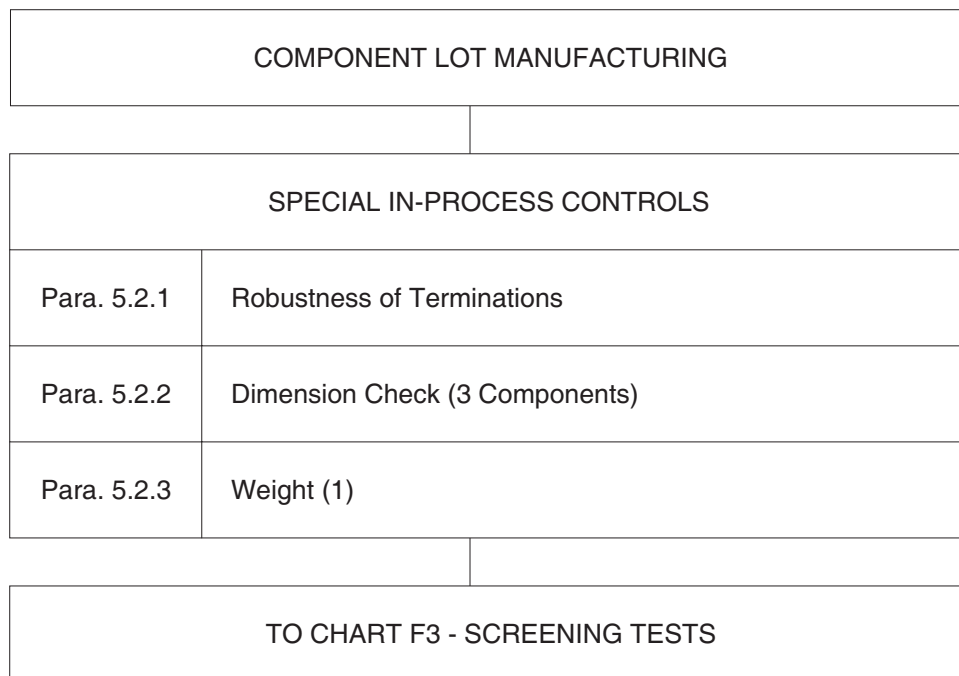 COMPONENT LOT MANUFACTURING
SPECIAL IN-PROCESS CONTROLS
Para. 5.2.1 Robustness of Terminations
Para. 5.2.2 Dimension Check (3 Components)
Para. 5.2.3 Weight (1)
TO CHART F3 - SCREENING TESTS